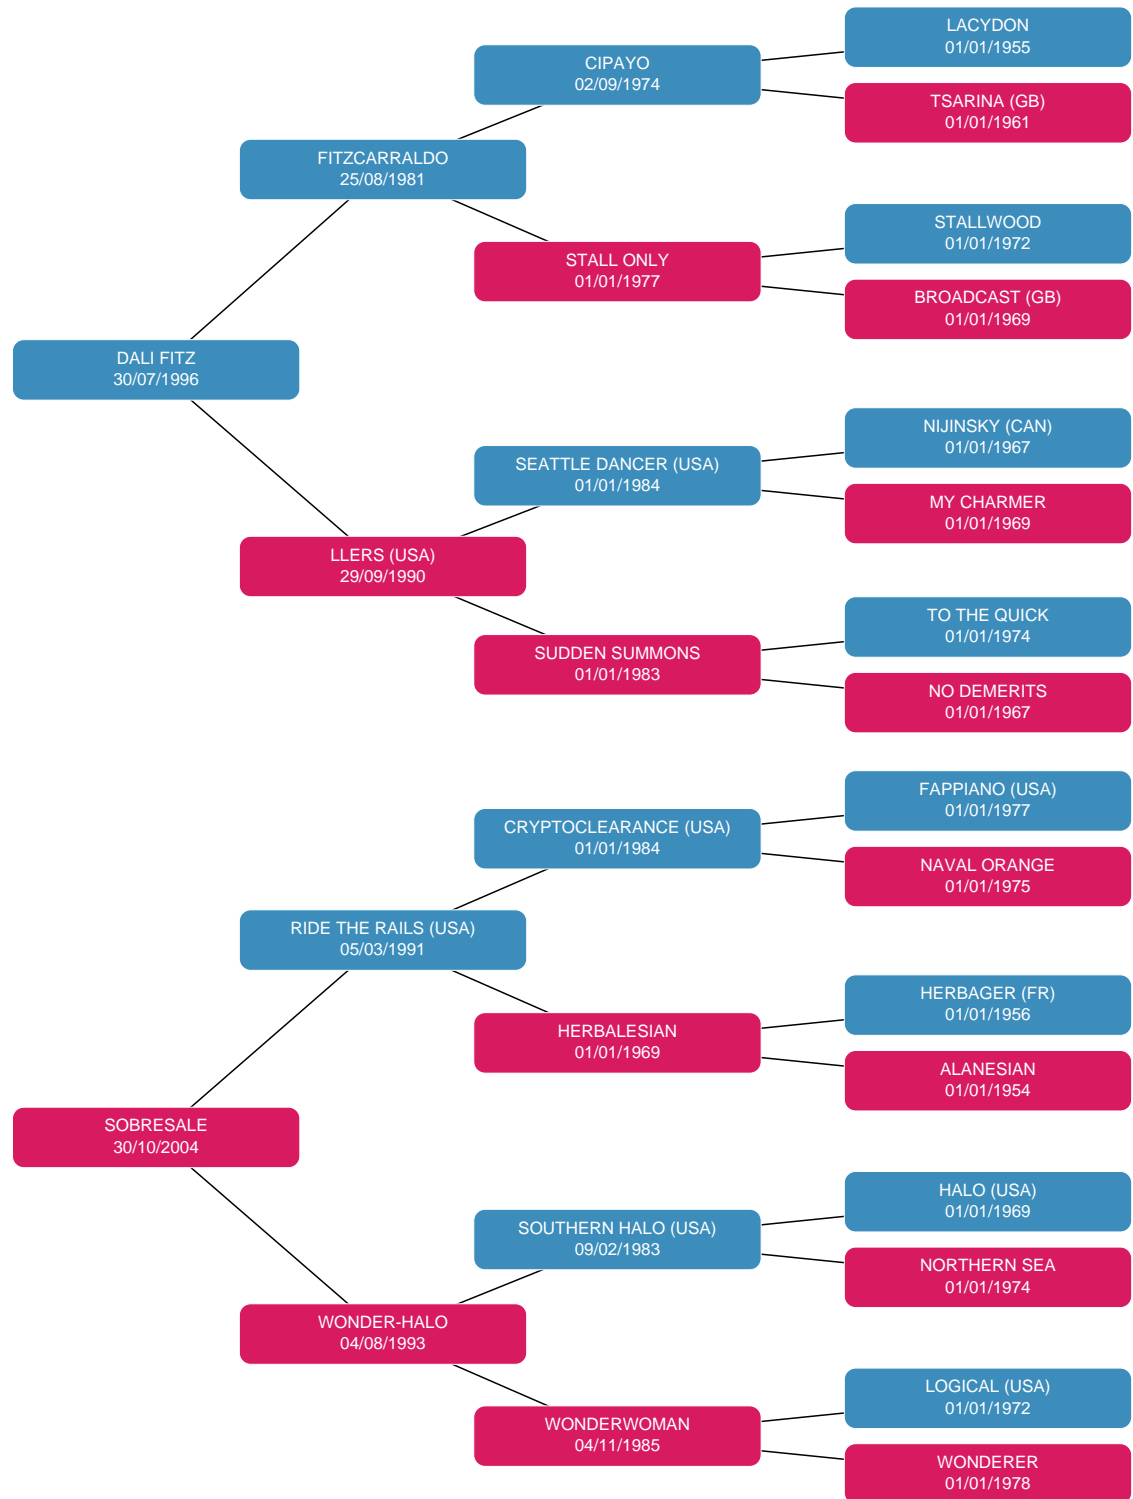 LACYDON
01/01/1955
CIPAYO
02/09/1974
TSARINA (GB)
01/01/1961
FITZCARRALDO
25/08/1981
STALLWOOD
01/01/1972
STALL ONLY
01/01/1977
BROADCAST (GB)
01/01/1969
DALI FITZ
30/07/1996
NIJINSKY (CAN)
01/01/1967
SEATTLE DANCER (USA)
01/01/1984
MY CHARMER
01/01/1969
LLERS (USA)
29/09/1990
TO THE QUICK
01/01/1974
SUDDEN SUMMONS
01/01/1983
NO DEMERITS
01/01/1967
FAPPIANO (USA)
01/01/1977
CRYPTOCLEARANCE (USA)
01/01/1984
NAVAL ORANGE
01/01/1975
RIDE THE RAILS (USA)
05/03/1991
HERBAGER (FR)
01/01/1956
HERBALESIAN
01/01/1969
ALANESIAN
01/01/1954
SOBRESALE
30/10/2004
HALO (USA)
01/01/1969
SOUTHERN HALO (USA)
09/02/1983
NORTHERN SEA
01/01/1974
WONDER-HALO
04/08/1993
LOGICAL (USA)
01/01/1972
WONDERWOMAN
04/11/1985
WONDERER
01/01/1978